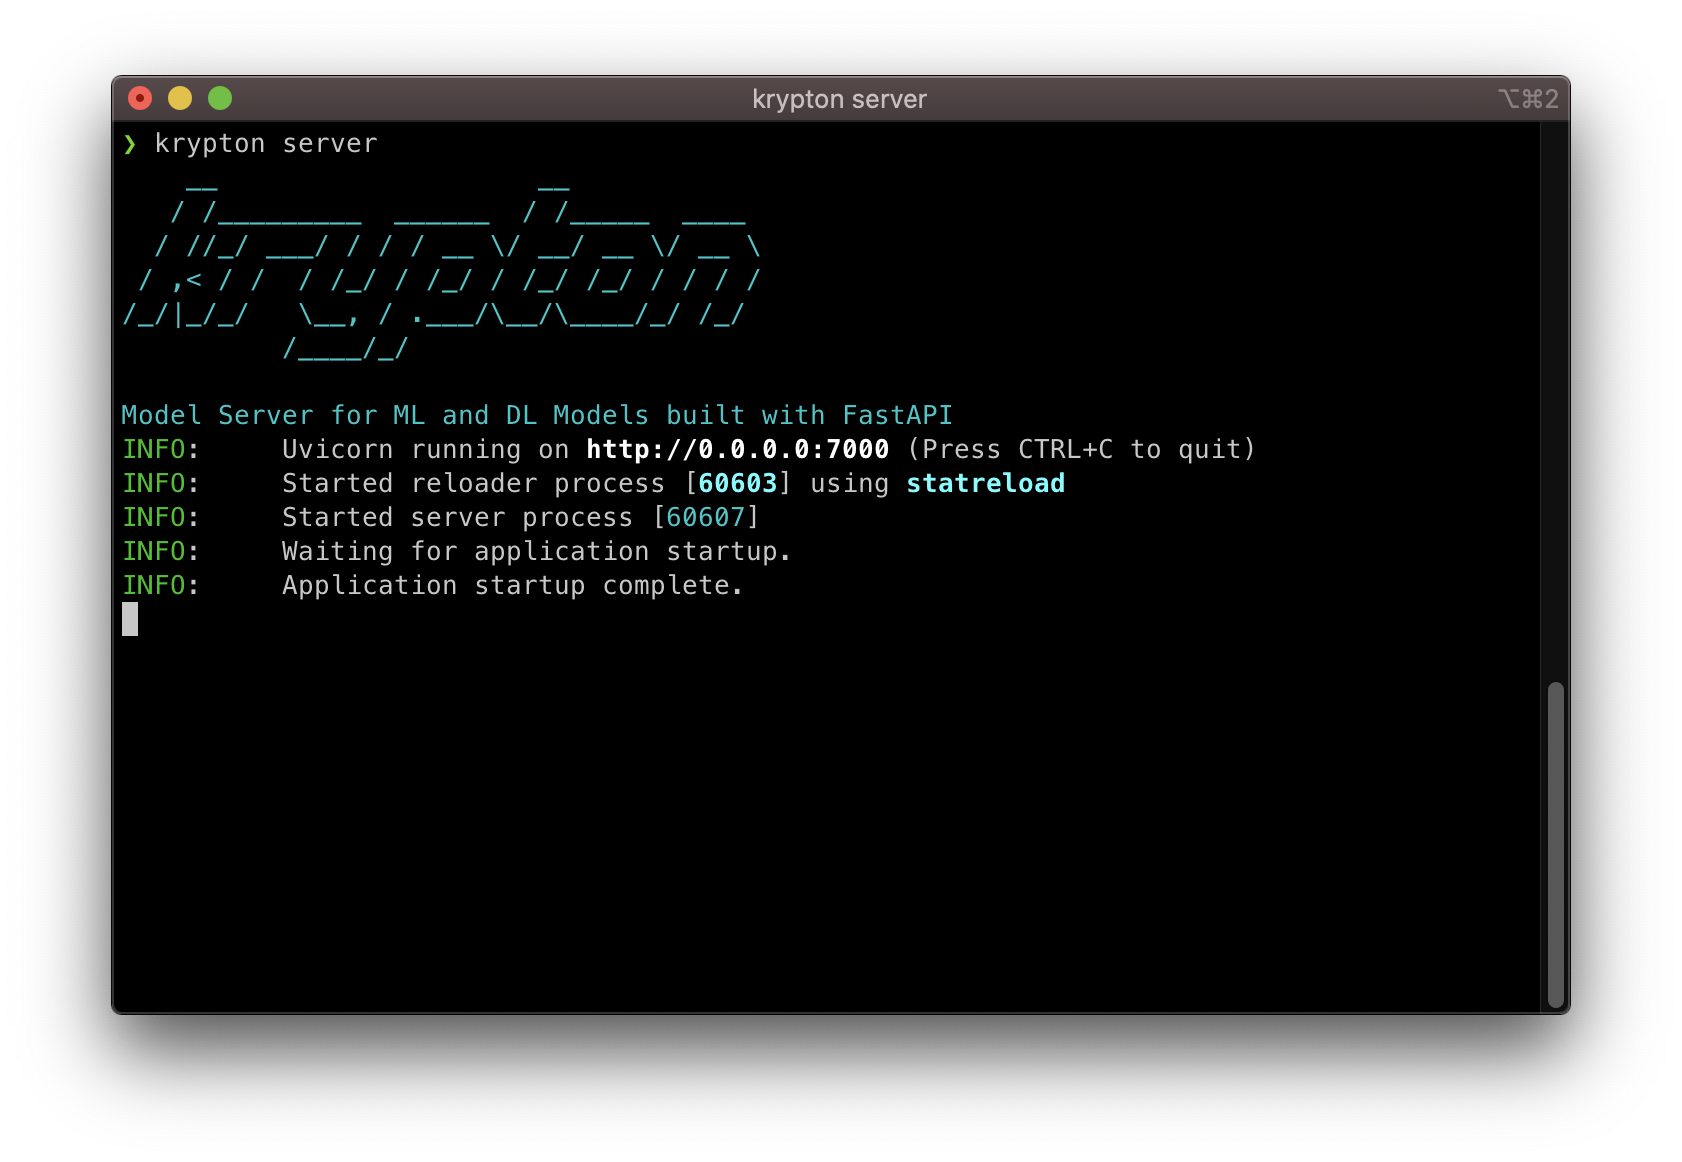 krypton server
⌥⌘2
❯ krypton server
    __                    __
   / /_________  ______  / /_____  ____
  / //_/ ___/ / / / __ \/ __/ __ \/ __ \
 / ,< / /  / /_/ / /_/ / /_/ /_/ / / / /
/_/|_/_/   \__, / .___/\__/\____/_/ /_/
          /____/_/
Model Server for ML and DL Models built with FastAPI
INFO:     Uvicorn running on http://0.0.0.0:7000 (Press CTRL+C to quit)
INFO:     Started reloader process [60603] using statreload
INFO:     Started server process [60607]
INFO:     Waiting for application startup.
INFO:     Application startup complete.